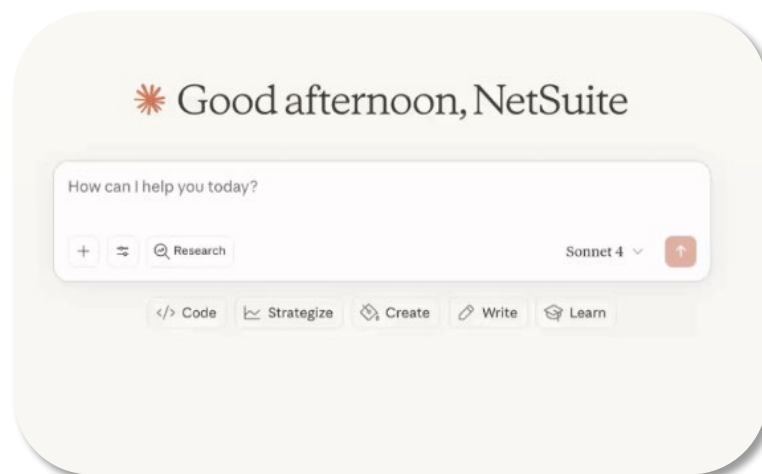 Good afternoon, NetSuite
How can I help you today?
Research
Sonnet 4
Code
Strategize
Create
Write
Learn